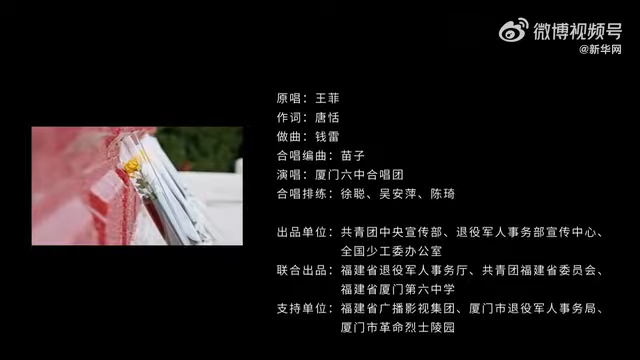 微博视频号
@新华网
原唱：王菲
作词：唐恬
做曲：钱雷
合唱编曲：苗子
演唱：厦门六中合唱团
合唱排练：徐聪、吴安萍、陈琦
出品单位：共青团中央宣传部、退役军人事务部宣传中心、
全国少工委办公室
联合出品：福建省退役军人事务厅、共青团福建省委员会、
福建省厦门第六中学
支持单位：福建省广播影视集团、厦门市退役军人事务局、
厦门市革命烈士陵园